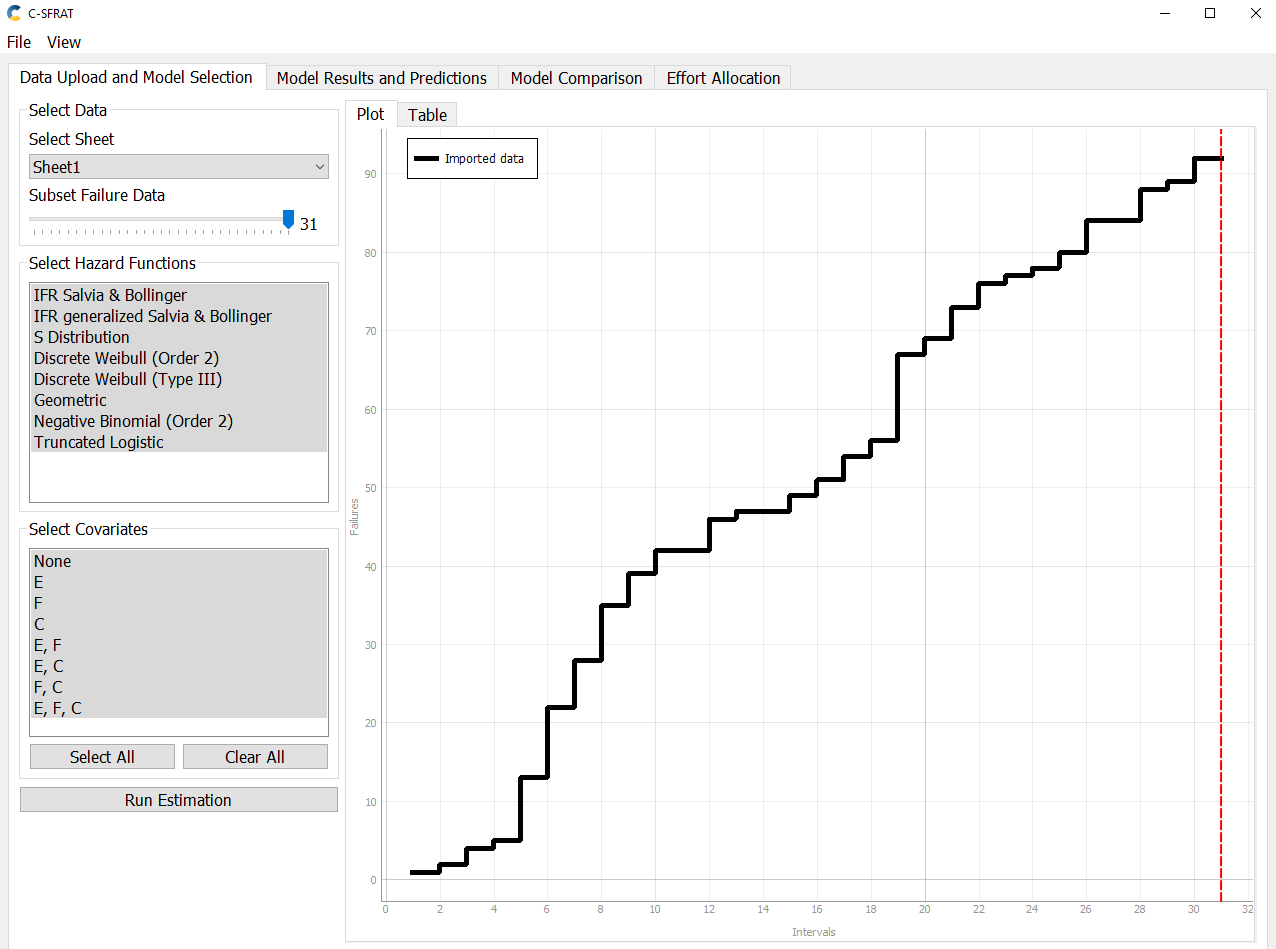 C-SFRAT
File View
Data Upload and Model Selection Model Results and Predictions Model Comparison Effort Allocation
Select Data
Select Sheet
Sheet1
Subset Failure Data
31
Select Hazard Functions
IFR Salvia & Bollinger
IFR generalized Salvia & Bollinger
S Distribution
Discrete Weibull (Order 2)
Discrete Weibull (Type III)
Geometric
Negative Binomial (Order 2)
Truncated Logistic
Select Covariates
None
E
F
C
E, F
E, C
F, C
E, F, C
Select All Clear All
Run Estimation
Plot Table
Imported data
90
80
70
60
50
40
30
20
10
0
Failures
0 2 4 6 8 10 12 14 16 18 20 22 24 26 28 30 32
Intervals